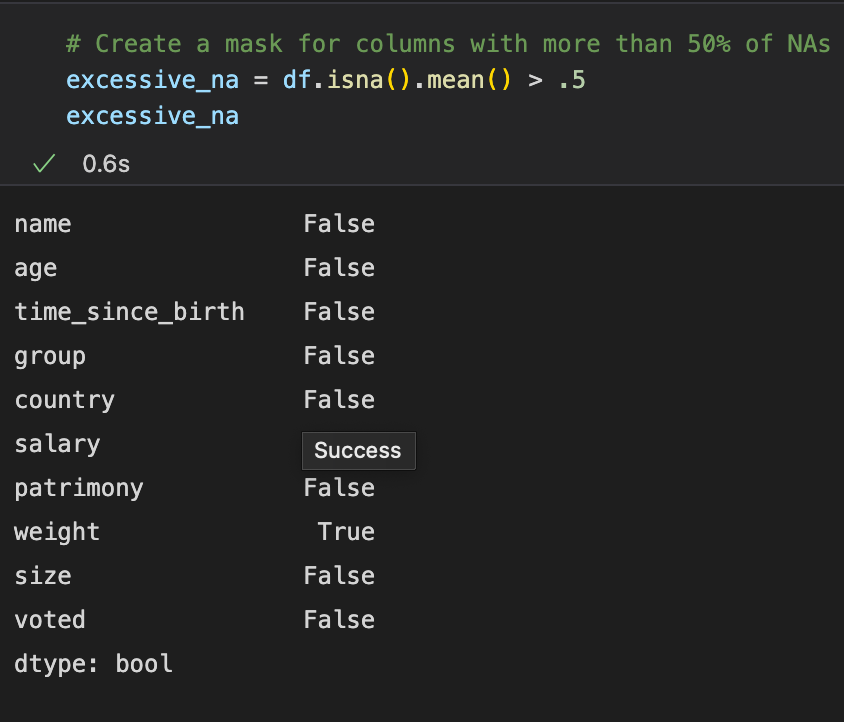 # Create a mask for columns with more than 50% of NAs
excessive_na = df.isna().mean() > .5
excessive_na
0.6s
name False
age False
time_since_birth False
group False
country False
salary
Success
patrimony False
weight True
size False
voted False
dtype: bool